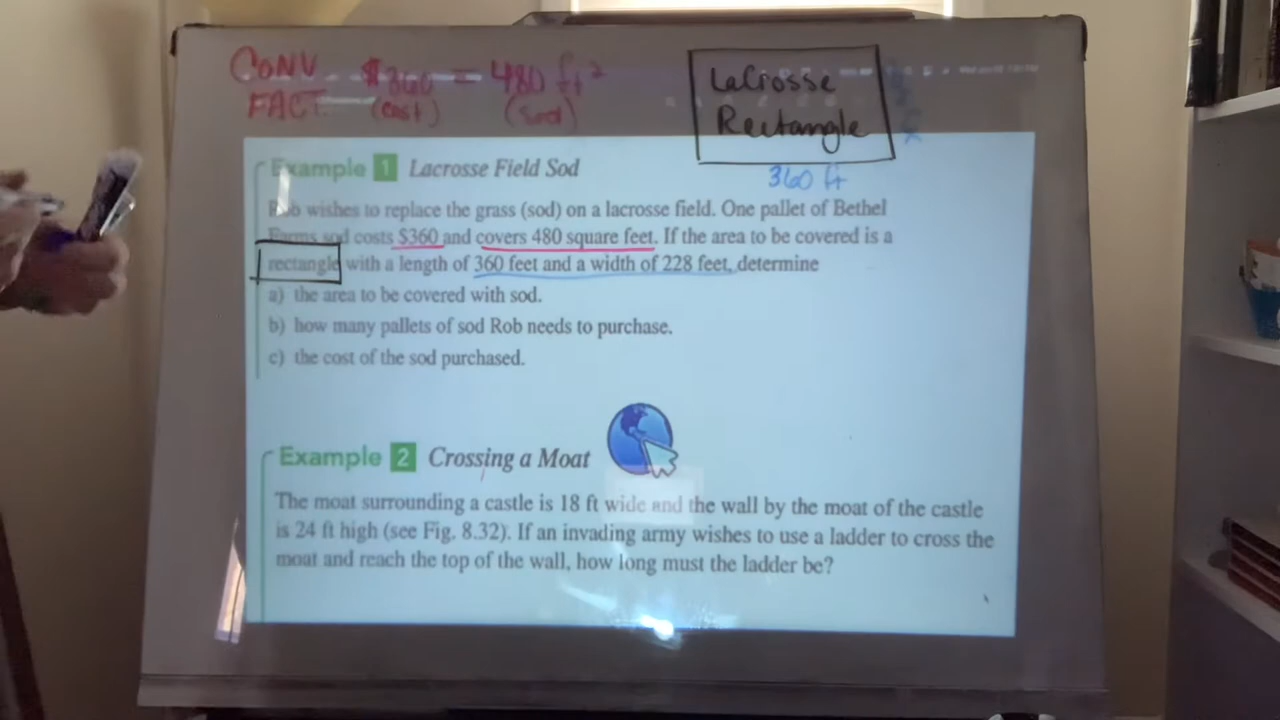 CONV $360 = 480 ft²
FACT. (cost) (sod)
LaCrosse
Rectangle
360 ft
Example 1 Lacrosse Field Sod
Rob wishes to replace the grass (sod) on a lacrosse field. One pallet of Bethel
Farms sod costs $360 and covers 480 square feet. If the area to be covered is a
rectangle with a length of 360 feet and a width of 228 feet, determine
a) the area to be covered with sod.
b) how many pallets of sod Rob needs to purchase.
c) the cost of the sod purchased.
Example 2 Crossing a Moat
The moat surrounding a castle is 18 ft wide and the wall by the moat of the castle
is 24 ft high (see Fig. 8.32). If an invading army wishes to use a ladder to cross the
moat and reach the top of the wall, how long must the ladder be?